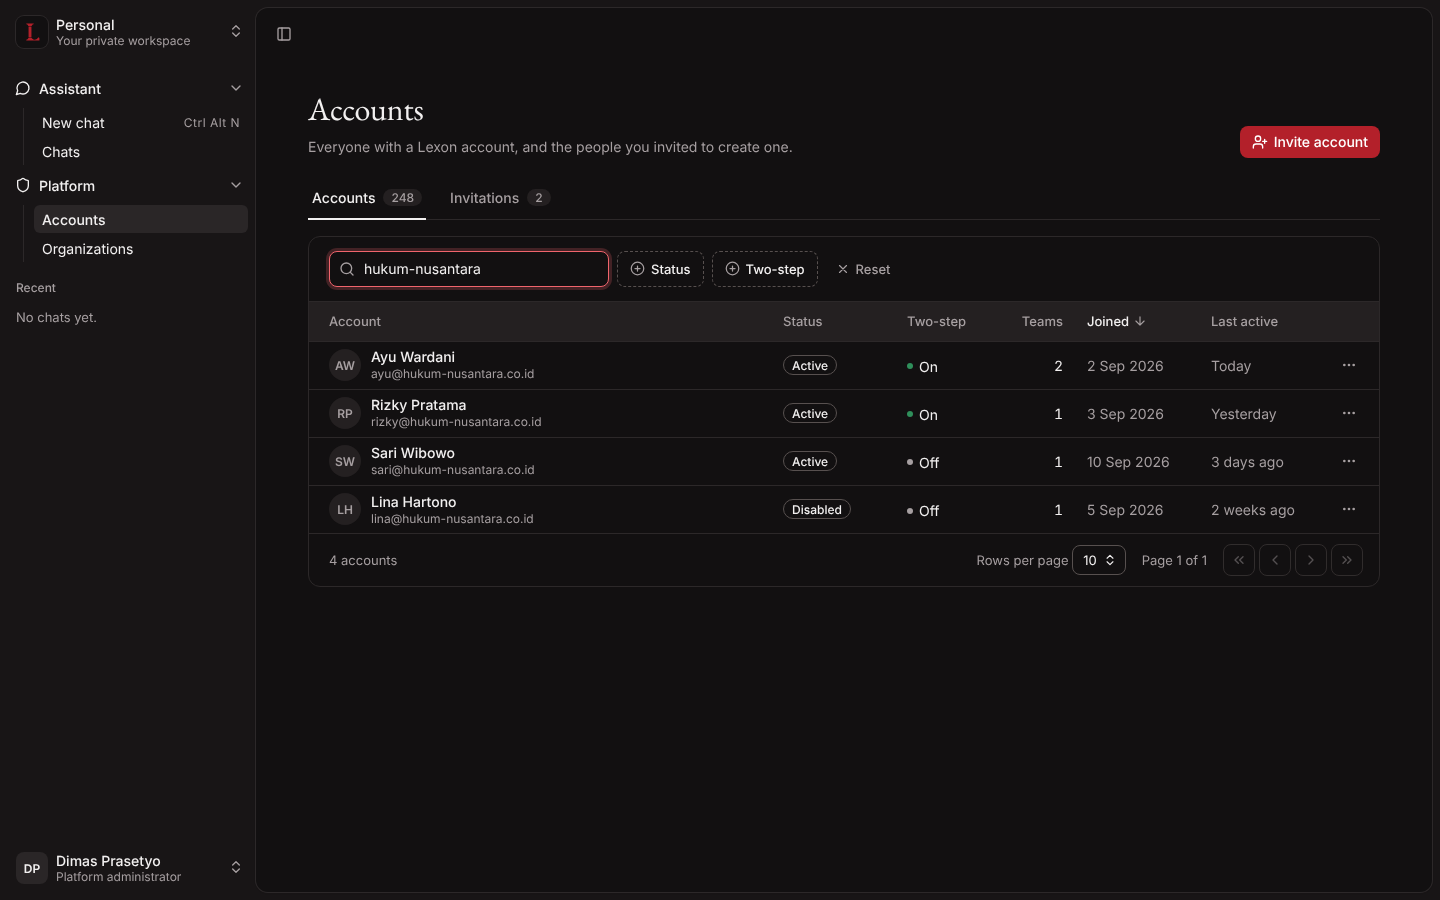 L
Personal
Your private workspace
Assistant
New chat Ctrl Alt N
Chats
Platform
Accounts
Organizations
Recent
No chats yet.
DP
Dimas Prasetyo
Platform administrator
Accounts
Everyone with a Lexon account, and the people you invited to create one.
Invite account
Accounts 248 Invitations 2
hukum-nusantara Status Two-step Reset
Account Status Two-step Teams Joined Last active
AW Ayu Wardani Active On 2 2 Sep 2026 Today
ayu@hukum-nusantara.co.id
RP Rizky Pratama Active On 1 3 Sep 2026 Yesterday
rizky@hukum-nusantara.co.id
SW Sari Wibowo Active Off 1 10 Sep 2026 3 days ago
sari@hukum-nusantara.co.id
LH Lina Hartono Disabled Off 1 5 Sep 2026 2 weeks ago
lina@hukum-nusantara.co.id
4 accounts Rows per page 10 Page 1 of 1